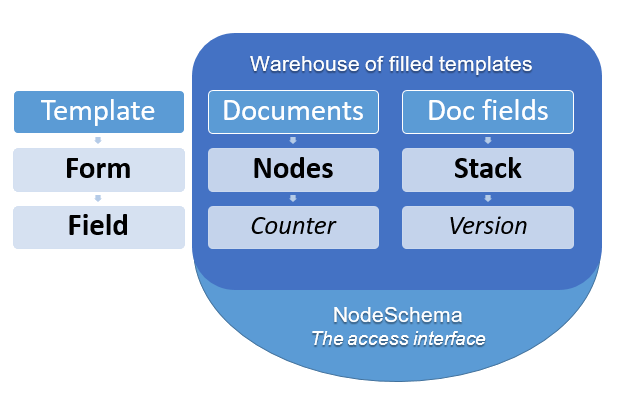 Warehouse of filled templates
Template
Documents
Doc fields
Form
Nodes
Stack
Field
Counter
Version
NodeSchema
The access interface